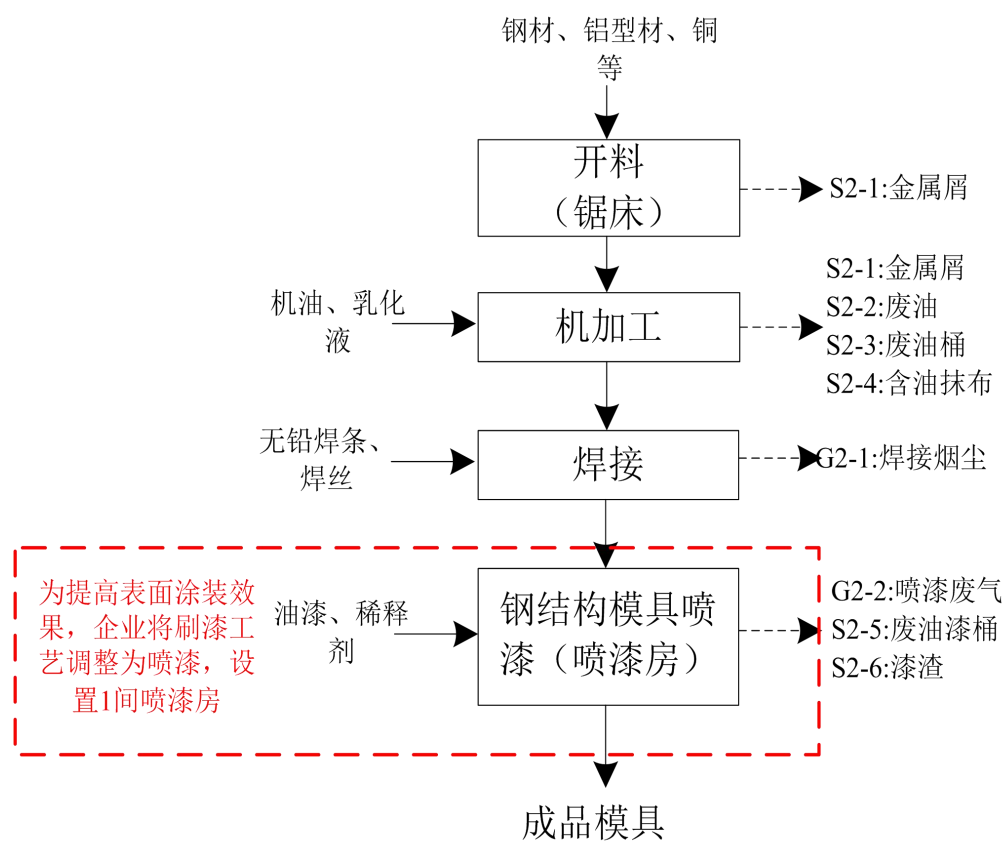 钢材、铝型材、铜
等
开料
（锯床）
S2-1:金属屑
机油、乳化
液
机加工
S2-1:金属屑
S2-2:废油
S2-3:废油桶
S2-4:含油抹布
无铅焊条、
焊丝
焊接
G2-1:焊接烟尘
为提高表面涂装效
果，企业将刷漆工
艺调整为喷漆，设
置1间喷漆房
油漆、稀释
剂
钢结构模具喷
漆（喷漆房）
G2-2:喷漆废气
S2-5:废油漆桶
S2-6:漆渣
成品模具